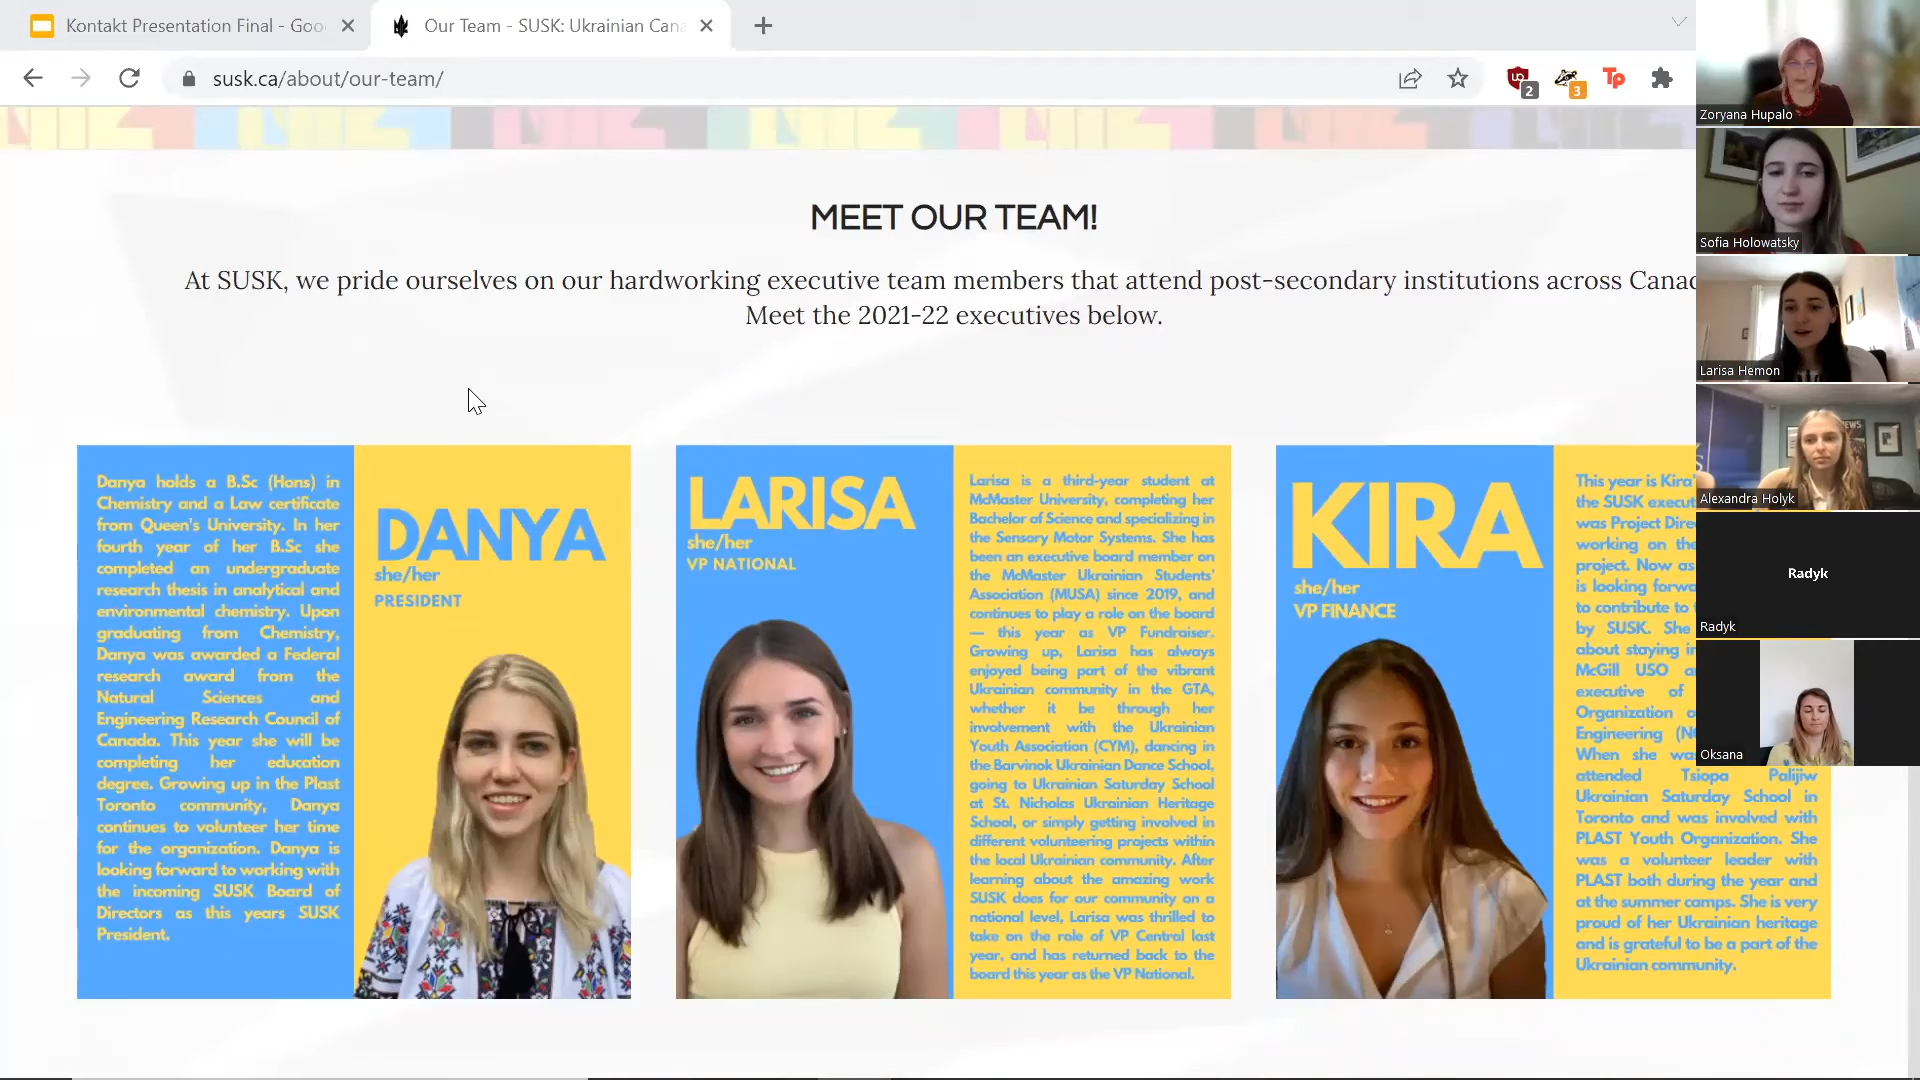 Kontakt Presentation Final - Goo
Our Team - SUSK: Ukrainian Cana
susk.ca/about/our-team/
2
3
Tp
MEET OUR TEAM!
At SUSK, we pride ourselves on our hardworking executive team members that attend post-secondary institutions across Canad
Meet the 2021-22 executives below.
Danya holds a B.Sc (Hons) in
Chemistry and a Law certificate
from Queen's University. In her
fourth year of her B.Sc she
completed an undergraduate
research thesis in analytical and
environmental chemistry. Upon
graduating from Chemistry,
Danya was awarded a Federal
research award from the
Natural Sciences and
Engineering Research Council of
Canada. This year she will be
completing her education
degree. Growing up in the Plast
Toronto community, Danya
continues to volunteer her time
for the organization. Danya is
looking forward to working with
the incoming SUSK Board of
Directors as this years SUSK
President.
DANYA
she/her
PRESIDENT
LARISA
she/her
VP NATIONAL
Larisa is a third-year student at
McMaster University, completing her
Bachelor of Science and specializing in
the Sensory Motor Systems. She has
been an executive board member on
the McMaster Ukrainian Students'
Association (MUSA) since 2019, and
continues to play a role on the board
— this year as VP Fundraiser.
Growing up, Larisa has always
enjoyed being part of the vibrant
Ukrainian community in the GTA,
whether it be through her
involvement with the Ukrainian
Youth Association (CYM), dancing in
the Barvinok Ukrainian Dance School,
going to Ukrainian Saturday School
at St. Nicholas Ukrainian Heritage
School, or simply getting involved in
different volunteering projects within
the local Ukrainian community. After
learning about the amazing work
SUSK does for our community on a
national level, Larisa was thrilled to
take on the role of VP Central last
year, and has returned back to the
board this year as the VP National.
KIRA
she/her
VP FINANCE
This year is Kira'
the SUSK execut
was Project Dire
working on the
project. Now as
is looking forwa
to contribute to
by SUSK. She
about staying in
McGill USO a
executive of
Organization o
Engineering (N
When she wa
attended Tsiopa Palijiw
Ukrainian Saturday School in
Toronto and was involved with
PLAST Youth Organization. She
was a volunteer leader with
PLAST both during the year and
at the summer camps. She is very
proud of her Ukrainian heritage
and is grateful to be a part of the
Ukrainian community.
Zoryana Hupalo
Sofia Holowatsky
Larisa Hemon
Alexandra Holyk
Radyk
Radyk
Oksana